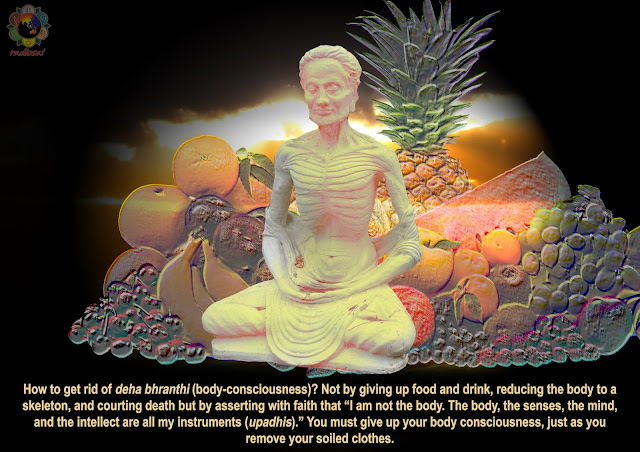 radiosai
How to get rid of deha bhranthi (body-consciousness)? Not by giving up food and drink, reducing the body to a
skeleton, and courting death but by asserting with faith that “I am not the body. The body, the senses, the mind,
and the intellect are all my instruments (upadhis).” You must give up your body consciousness, just as you
remove your soiled clothes.